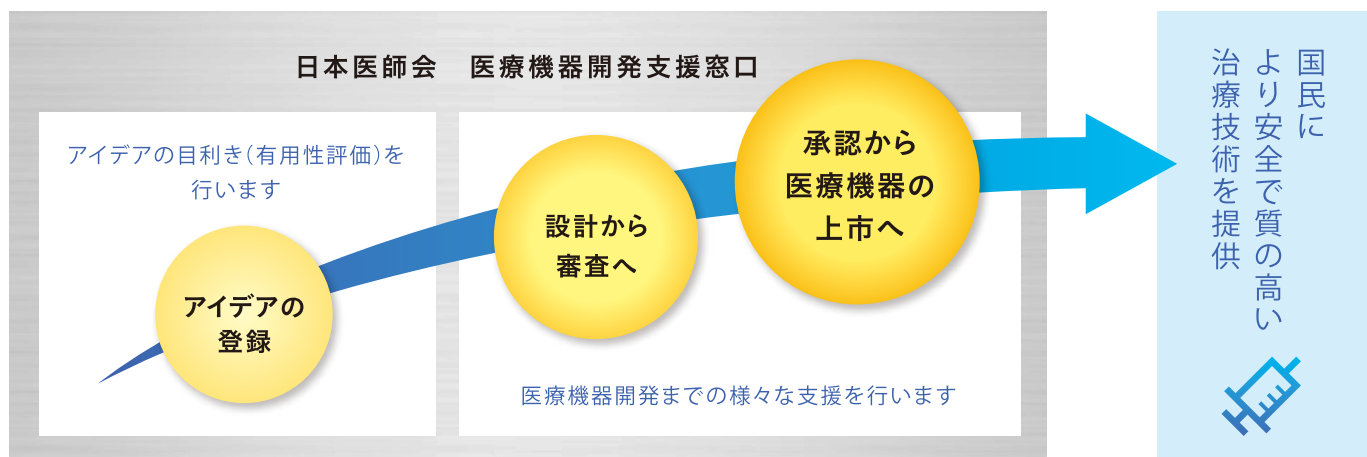 日本医師会　医療機器開発支援窓口
アイデアの目利き（有用性評価）を
行います
アイデアの
登録
設計から
審査へ
承認から
医療機器の
上市へ
医療機器開発までの様々な支援を行います
国民に
より安全で質の高い
治療技術を提供